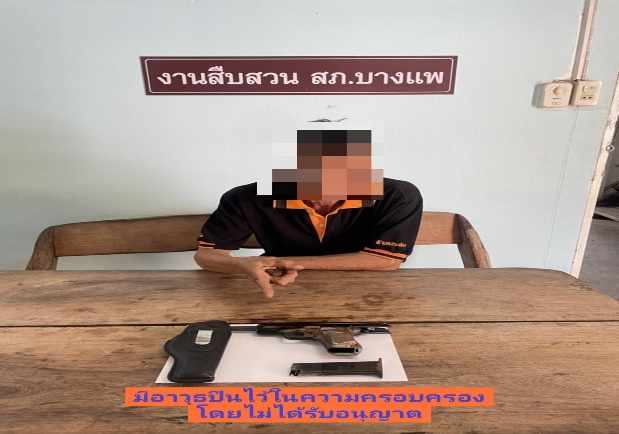 งานสืบสวน สภ.บางแพ
มีอาวุธปืนไว้ในความครอบครอง
โดยไม่ได้รับอนุญาต